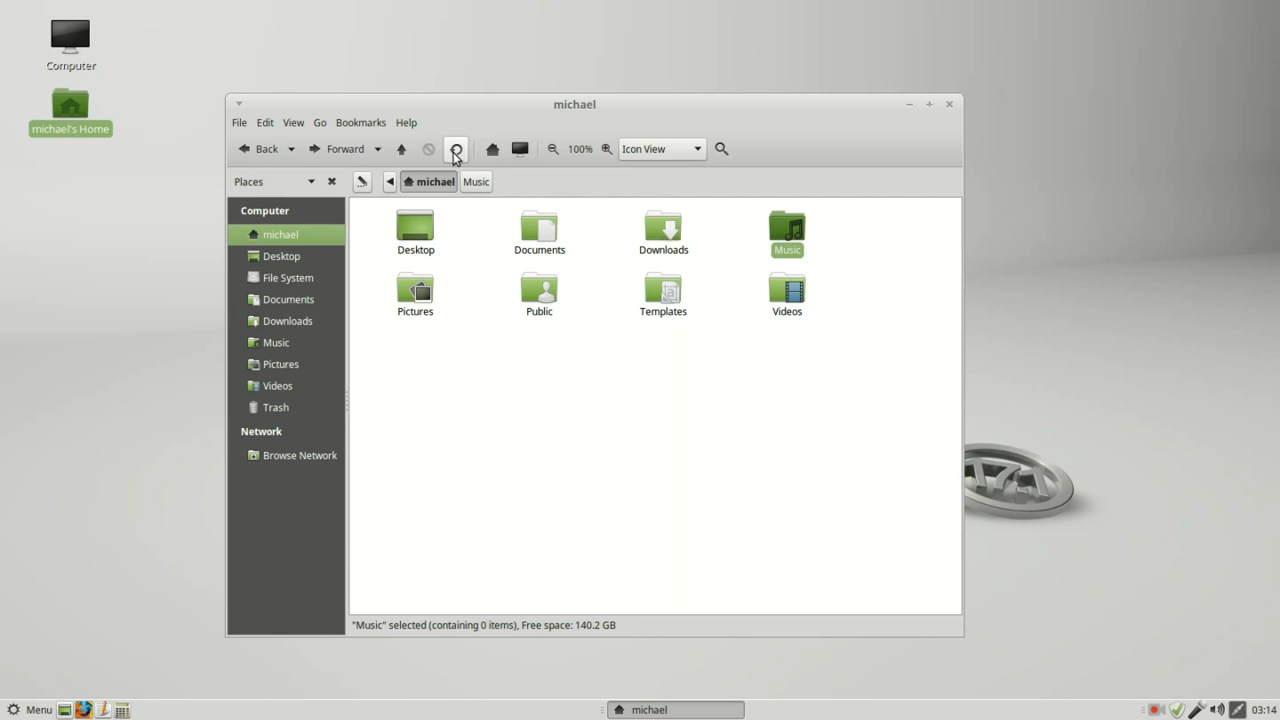 Computer
michael's Home
michael
File Edit View Go Bookmarks Help
Back Forward 100% Icon View
Places michael Music
Computer
michael
Desktop
File System
Documents
Downloads
Music
Pictures
Videos
Trash
Network
Browse Network
Desktop Documents Downloads Music
Pictures Public Templates Videos
"Music" selected (containing 0 items), Free space: 140.2 GB
171
Menu michael 03:14